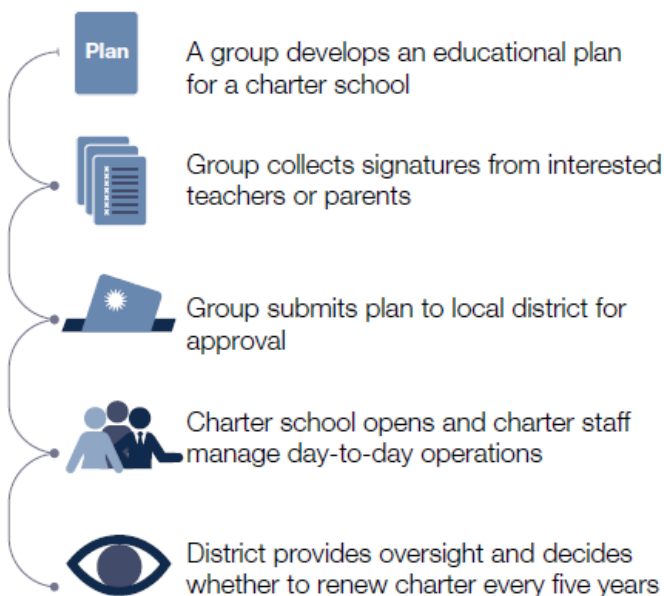 Plan
A group develops an educational plan
for a charter school
Group collects signatures from interested
teachers or parents
Group submits plan to local district for
approval
Charter school opens and charter staff
manage day-to-day operations
District provides oversight and decides
whether to renew charter every five years